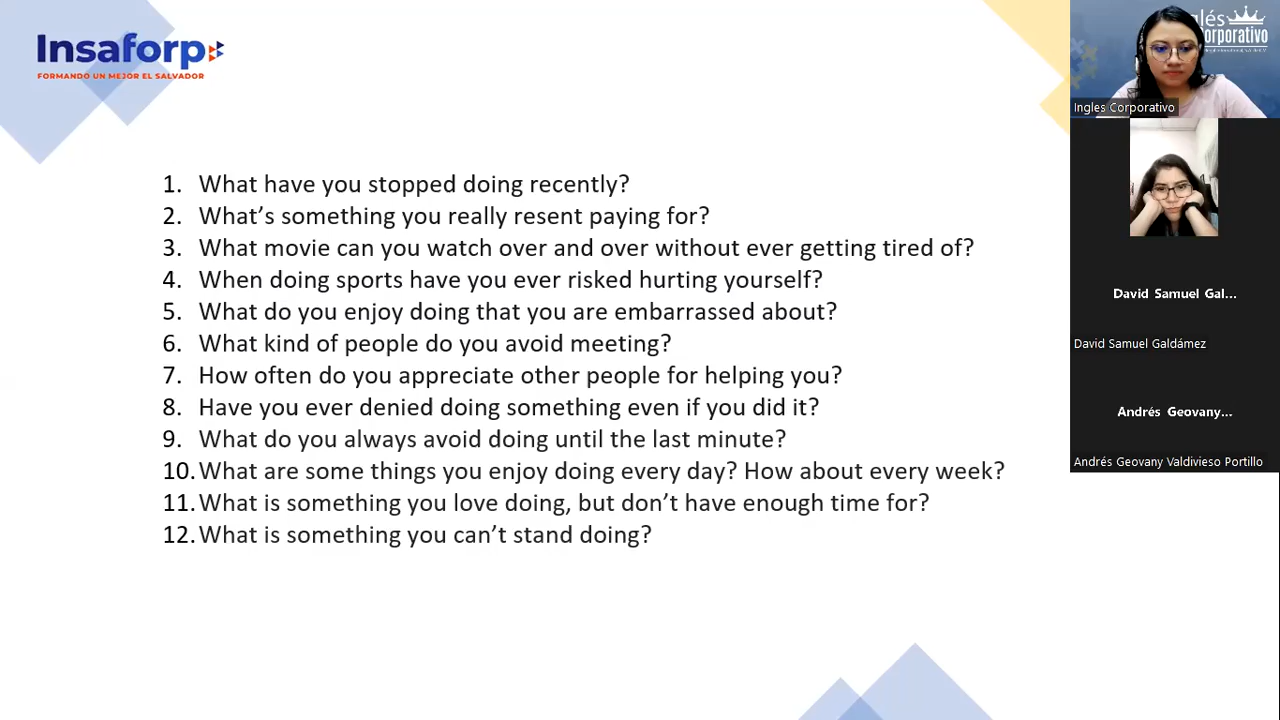 Insaforp
FORMANDO UN MEJOR EL SALVADOR
1. What have you stopped doing recently?
2. What’s something you really resent paying for?
3. What movie can you watch over and over without ever getting tired of?
4. When doing sports have you ever risked hurting yourself?
5. What do you enjoy doing that you are embarrassed about?
6. What kind of people do you avoid meeting?
7. How often do you appreciate other people for helping you?
8. Have you ever denied doing something even if you did it?
9. What do you always avoid doing until the last minute?
10. What are some things you enjoy doing every day? How about every week?
11. What is something you love doing, but don’t have enough time for?
12. What is something you can’t stand doing?
glés
orporativo
Ingles Corporativo
David Samuel Gal...
David Samuel Galdámez
Andrés Geovany...
Andrés Geovany Valdivieso Portillo